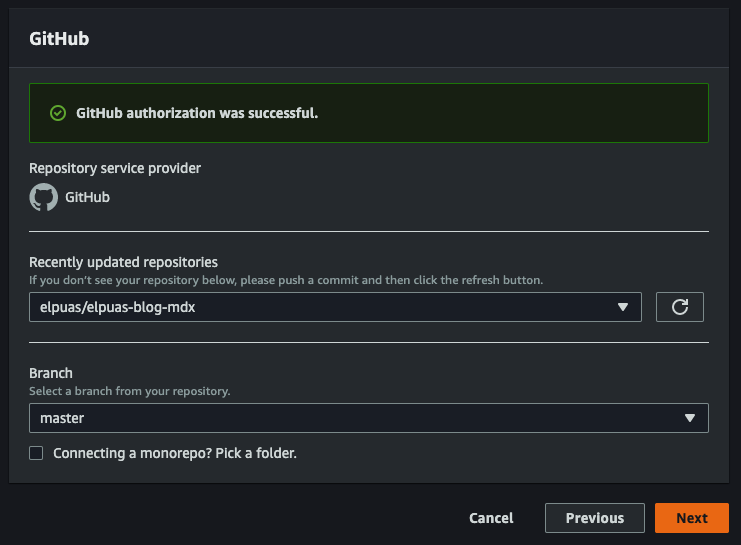 GitHub
GitHub authorization was successful.
Repository service provider
GitHub
Recently updated repositories
If you don't see your repository below, please push a commit and then click the refresh button.
elpuas/elpuas-blog-mdx
Branch
Select a branch from your repository.
master
Connecting a monorepo? Pick a folder.
Cancel
Previous
Next